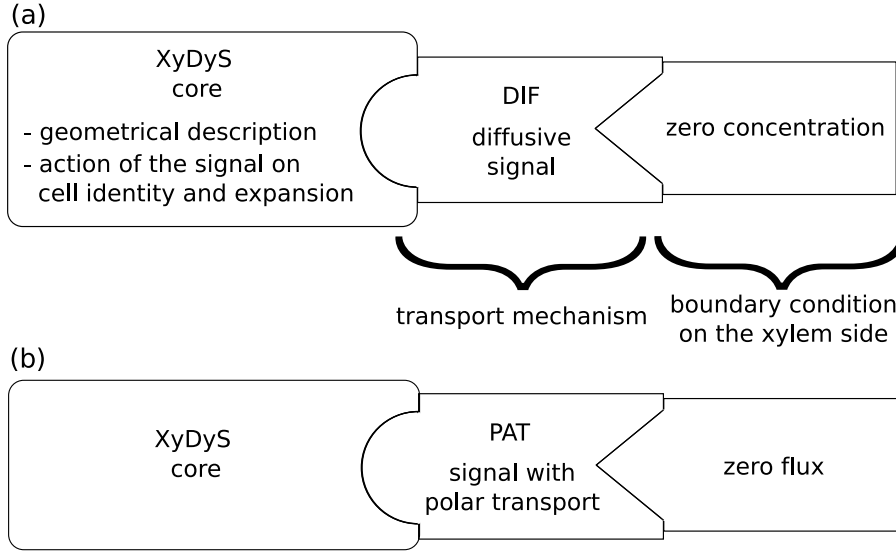 (a)
XyDyS
core
- geometrical description
- action of the signal on
cell identity and expansion
DIF
diffusive
signal
zero concentration
transport mechanism
boundary condition
on the xylem side
(b)
XyDyS
core
PAT
signal with
polar transport
zero flux